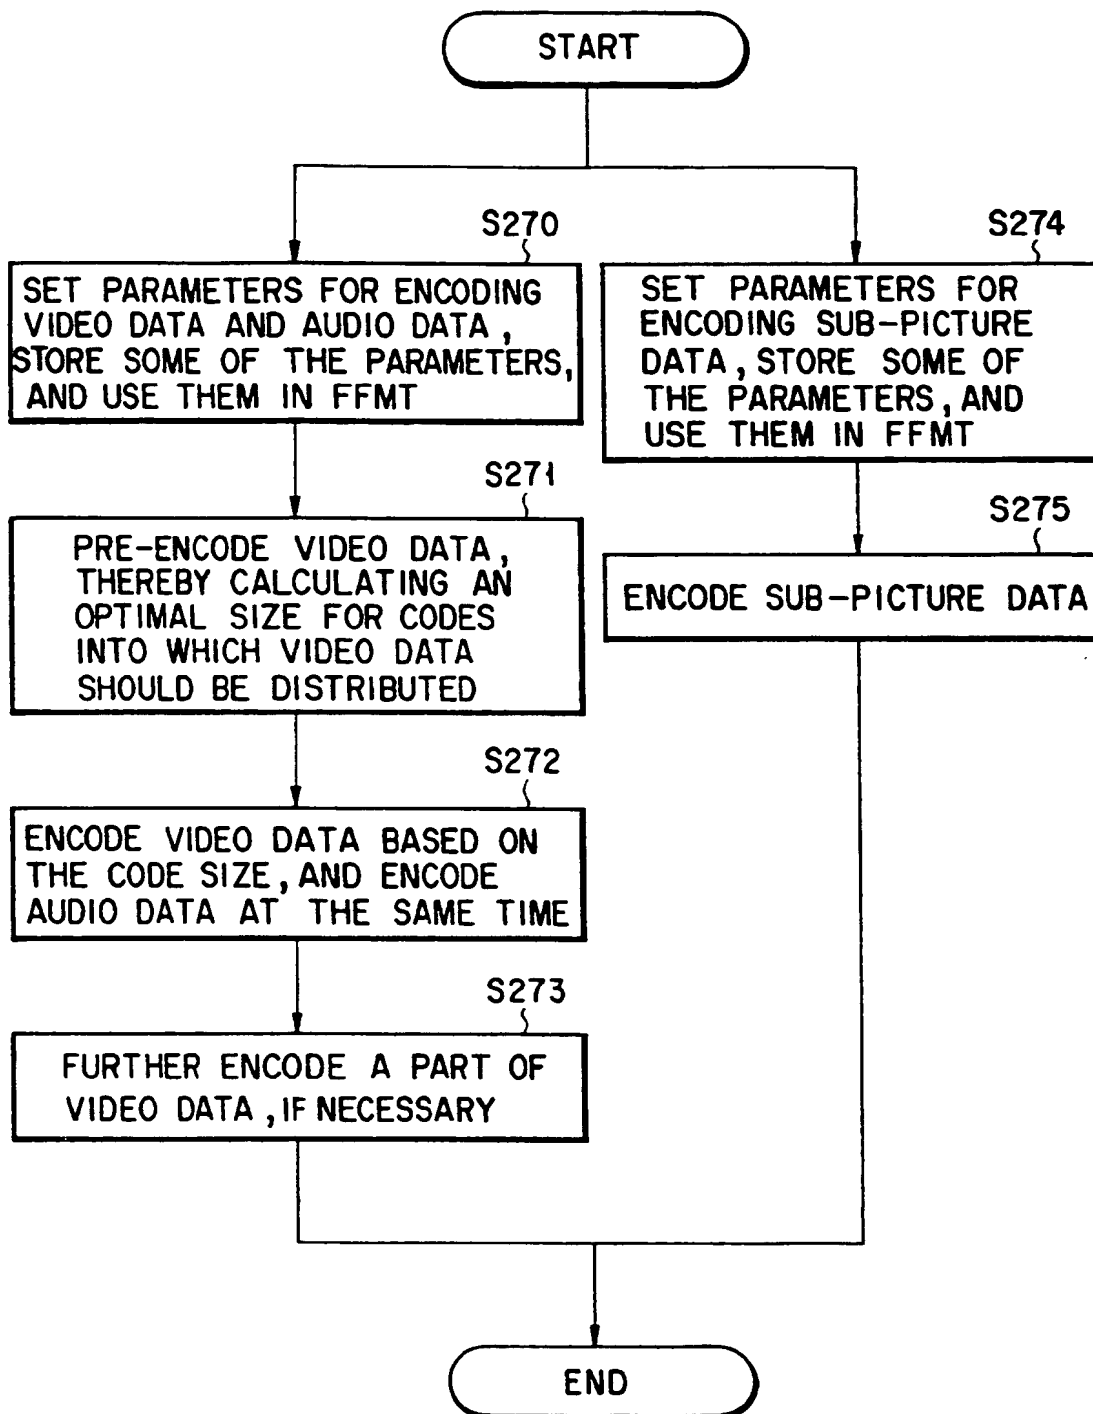 START
S270
SET PARAMETERS FOR ENCODING
VIDEO DATA AND AUDIO DATA,
STORE SOME OF THE PARAMETERS,
AND USE THEM IN FFMT
S271
PRE-ENCODE VIDEO DATA,
THEREBY CALCULATING AN
OPTIMAL SIZE FOR CODES
INTO WHICH VIDEO DATA
SHOULD BE DISTRIBUTED
S272
ENCODE VIDEO DATA BASED ON
THE CODE SIZE, AND ENCODE
AUDIO DATA AT THE SAME TIME
S273
FURTHER ENCODE A PART OF
VIDEO DATA, IF NECESSARY
S274
SET PARAMETERS FOR
ENCODING SUB-PICTURE
DATA, STORE SOME OF
THE PARAMETERS, AND
USE THEM IN FFMT
S275
ENCODE SUB-PICTURE DATA
END